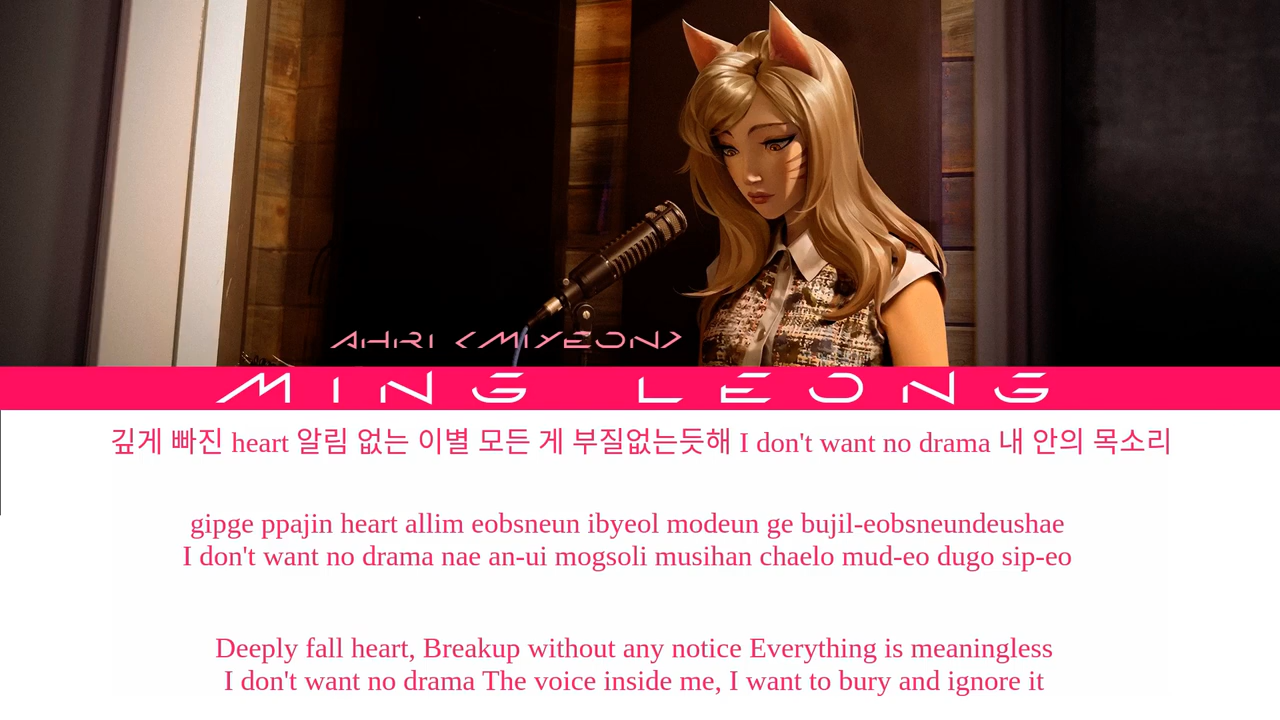 AHRI <MIYEON>
MING LEONG
깊게 빠진 heart 알림 없는 이별 모든 게 부질없는듯해 I don't want no drama 내 안의 목소리
gipge ppajin heart allim eobsneun ibyeol modeun ge bujil-eobsneundeushae
I don't want no drama nae an-ui mogsoli musihan chaelo mud-eo dugo sip-eo
Deeply fall heart, Breakup without any notice Everything is meaningless
I don't want no drama The voice inside me, I want to bury and ignore it